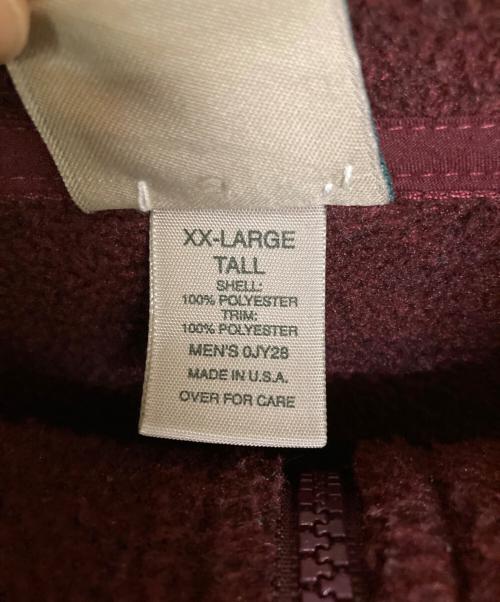 XX-LARGE
TALL
SHELL:
100% POLYESTER
TRIM:
100% POLYESTER
MEN'S 0JY28
MADE IN U.S.A.
OVER FOR CARE